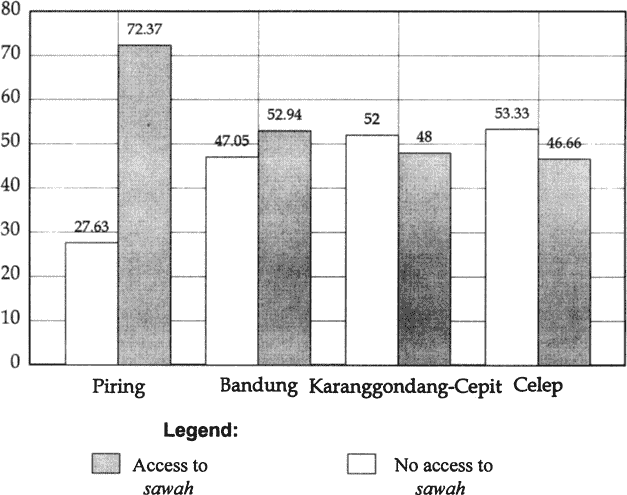 80
72.37
70
60
52.94
52
53.33
50
47.05
48
46.66
40
30
27.63
20
10
0
Piring Bandung Karanggondang-Cepit Celep
Legend:
Access to
sawah
No access to
sawah